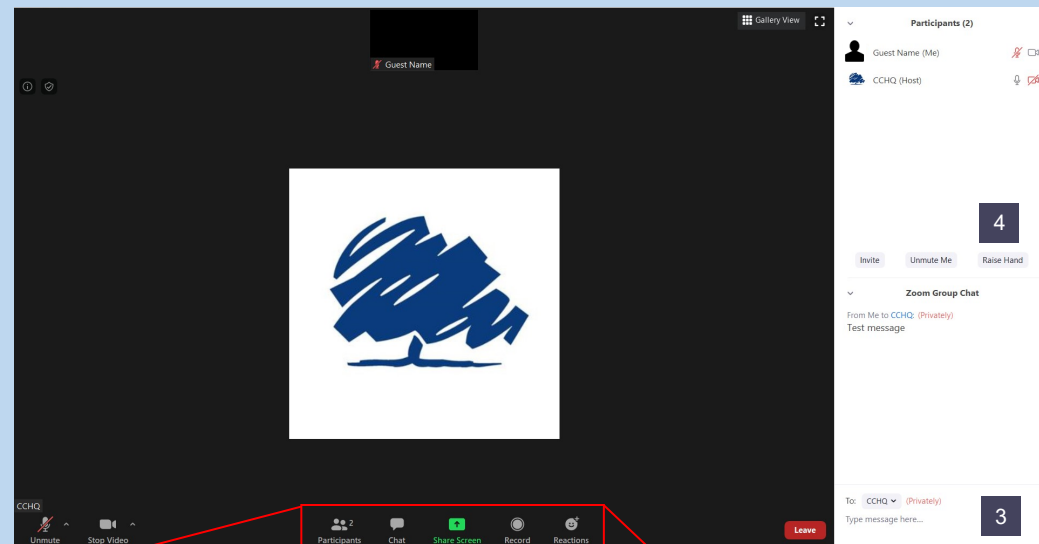 Gallery View
Guest Name
CCHQ
Unmute
Stop Video
2
Participants
Chat
Share Screen
Record
Reactions
Leave
Participants (2)
Guest Name (Me)
CCHQ (Host)
4
Invite
Unmute Me
Raise Hand
Zoom Group Chat
From Me to CCHQ: (Privately)
Test message
To: CCHQ (Privately)
Type message here...
3